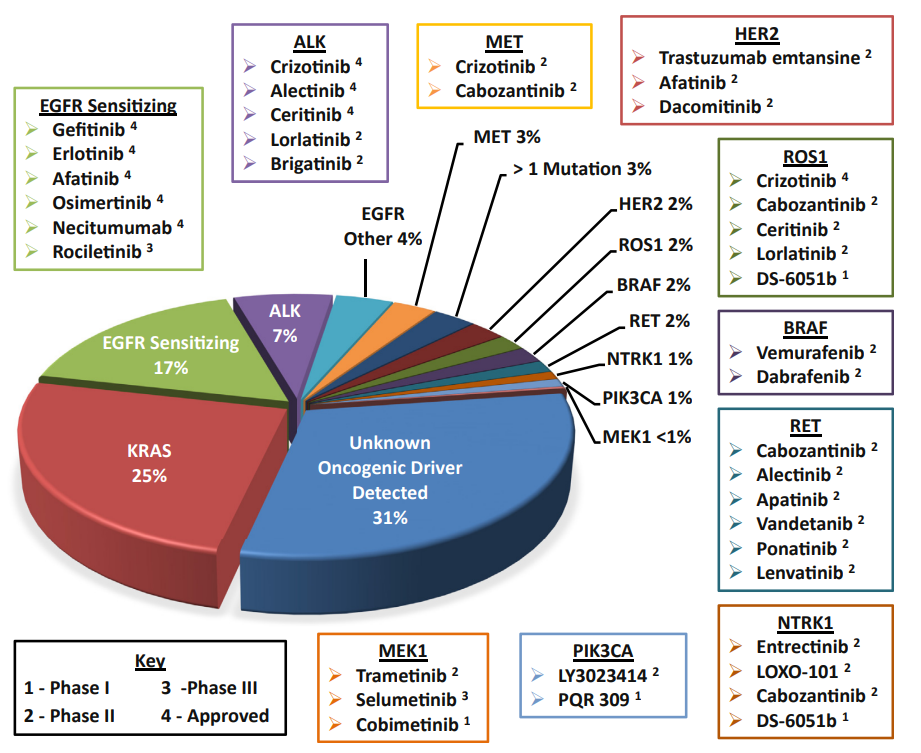 ALK
Crizotinib 4
Alectinib 4
Ceritinib 4
Lorlatinib 2
Brigatinib 2
MET
Crizotinib 2
Cabozantinib 2
HER2
Trastuzumab emtansine 2
Afatinib 2
Dacomitinib 2
EGFR Sensitizing
Gefitinib 4
Erlotinib 4
Afatinib 4
Osimertinib 4
Necitumumab 4
Rociletinib 3
ROS1
Crizotinib 4
Cabozantinib 2
Ceritinib 2
Lorlatinib 2
DS-6051b 1
MET 3%
> 1 Mutation 3%
EGFR
Other 4%
HER2 2%
ROS1 2%
BRAF 2%
RET 2%
NTRK1 1%
PIK3CA 1%
MEK1 <1%
ALK
7%
EGFR Sensitizing
17%
KRAS
25%
Unknown
Oncogenic Driver
Detected
31%
BRAF
Vemurafenib 2
Dabrafenib 2
RET
Cabozantinib 2
Alectinib 2
Apatinib 2
Vandetanib 2
Ponatinib 2
Lenvatinib 2
NTRK1
Entrectinib 2
LOXO-101 2
Cabozantinib 2
DS-6051b 1
Key
1 - Phase I
3 -Phase III
2 - Phase II
4 - Approved
MEK1
Trametinib 2
Selumetinib 3
Cobimetinib 1
PIK3CA
LY3023414 2
PQR 309 1